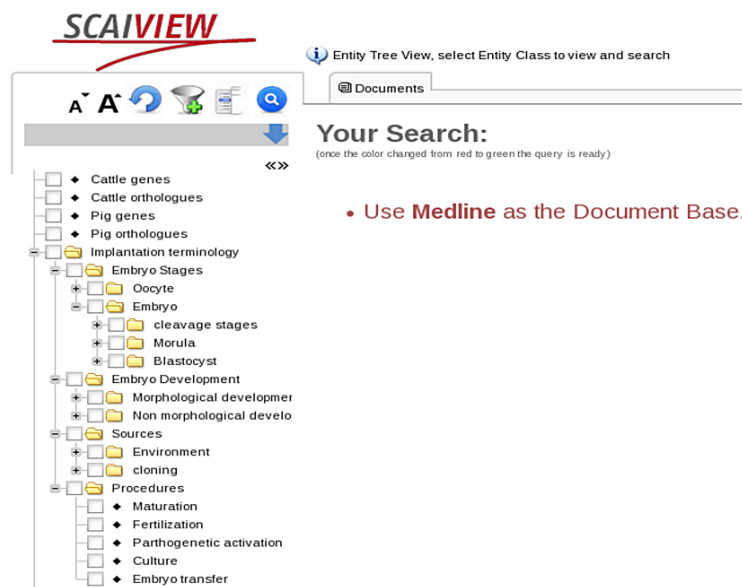 SCAIVIEW
Entity Tree View, select Entity Class to view and search
Documents
A A
Your Search:
(once the color changed from red to green the query is ready)
«»
Cattle genes
Cattle orthologues
• Use Medline as the Document Base.
Pig genes
Pig orthologues
Implantation terminology
Embryo Stages
Oocyte
Embryo
cleavage stages
Morula
Blastocyst
Embryo Development
Morphological developmer
Non morphological develo
Sources
Environment
cloning
Procedures
Maturation
Fertilization
Parthogenetic activation
Culture
Embryo transfer